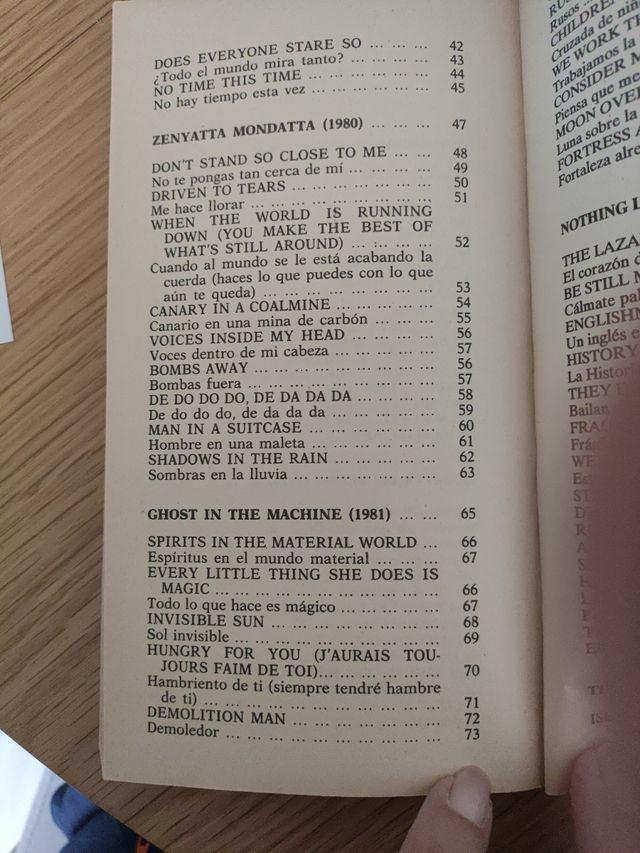 DOES EVERYONE STARE SO ... ... ... 42
¿Todo el mundo mira tanto? ... ... ... 43
NO TIME THIS TIME ... ... ... ... ... 44
No hay tiempo esta vez ... ... ... ... 45
ZENYATTA MONDATTA (1980) ... ... 47
DON'T STAND SO CLOSE TO ME ... ... 48
No te pongas tan cerca de mí ... ... ... 49
DRIVEN TO TEARS ... ... ... ... ... 50
Me hace llorar ... ... ... ... ... ... ... 51
WHEN THE WORLD IS RUNNING
DOWN (YOU MAKE THE BEST OF
WHAT'S STILL AROUND) ... ... ... ... 52
Cuando al mundo se le está acabando la
cuerda (haces lo que puedes con lo que
aún te queda) ... ... ... ... ... ... 53
CANARY IN A COALMINE ... ... ... ... 54
Canario en una mina de carbón ... ... ... 55
VOICES INSIDE MY HEAD ... ... ... ... 56
Voces dentro de mi cabeza ... ... ... ... 57
BOMBS AWAY ... ... ... ... ... ... ... 56
Bombas fuera ... ... ... ... ... ... ... 57
DE DO DO DO, DE DA DA DA ... ... ... 58
De do do do, de da da da ... ... ... ... 59
MAN IN A SUITCASE ... ... ... ... ... 60
Hombre en una maleta ... ... ... ... ... 61
SHADOWS IN THE RAIN ... ... ... ... 62
Sombras en la lluvia ... ... ... ... ... 63
GHOST IN THE MACHINE (1981) ... ... 65
SPIRITS IN THE MATERIAL WORLD ... 66
Espíritus en el mundo material ... ... ... 67
EVERY LITTLE THING SHE DOES IS
MAGIC ... ... ... ... ... ... ... ... 66
Todo lo que hace es mágico ... ... ... ... 67
INVISIBLE SUN ... ... ... ... ... ... 68
Sol invisible ... ... ... ... ... ... ... 69
HUNGRY FOR YOU (J'AURAIS TOU-
JOURS FAIM DE TOI)... ... ... ... ... 70
Hambriento de ti (siempre tendré hambre
de ti) ... ... ... ... ... ... ... ... 71
DEMOLITION MAN ... ... ... ... ... 72
Demoledor ... ... ... ... ... ... ... 73
Rusos ...
CHILDREN
Cruzada de niñ
WE WORK TH
Trabajamos la
CONSIDER M
Piensa que me
MOON OVER
Luna sobre la
FORTRESS A
Fortaleza alre
NOTHING L
THE LAZA
El corazón d
BE STILL M
Cálmate pal
ENGLISHM
Un inglés e
HISTORY
La Histor
THEY D
Bailan
FRA
Frág
WE